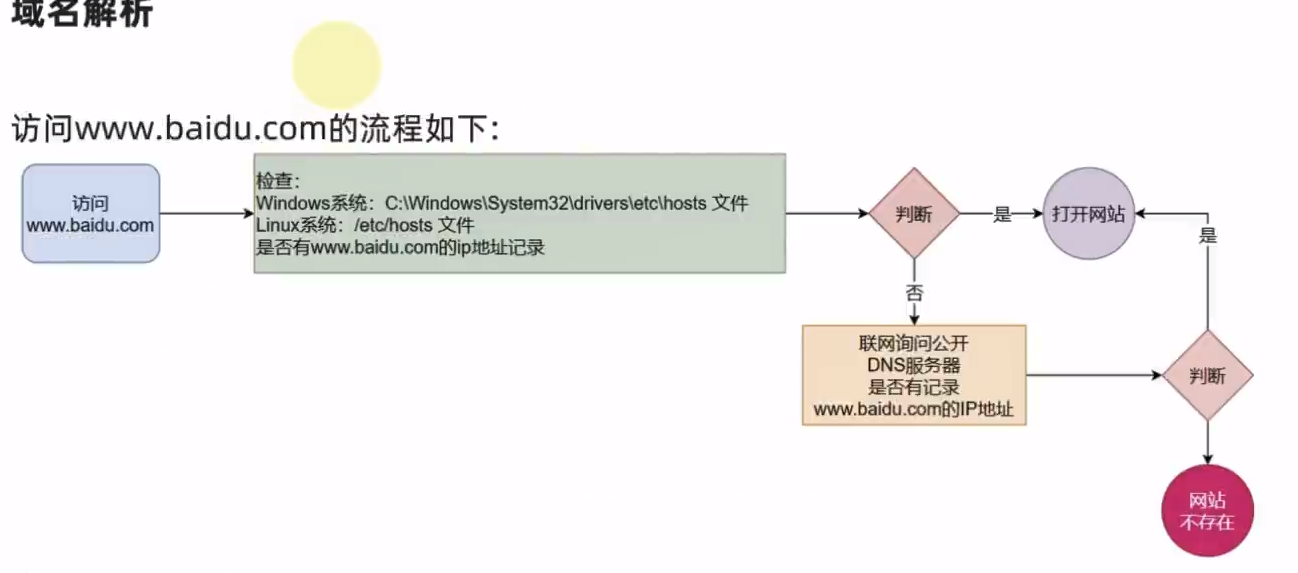 域名解析
访问www.baidu.com的流程如下：
访问
www.baidu.com
检查：
Windows系统：C:\Windows\System32\drivers\etc\hosts 文件
Linux系统：/etc/hosts 文件
是否有www.baidu.com的ip地址记录
判断
是
打开网站
是
否
联网询问公开
DNS服务器
是否有记录
www.baidu.com的IP地址
判断
网站
不存在